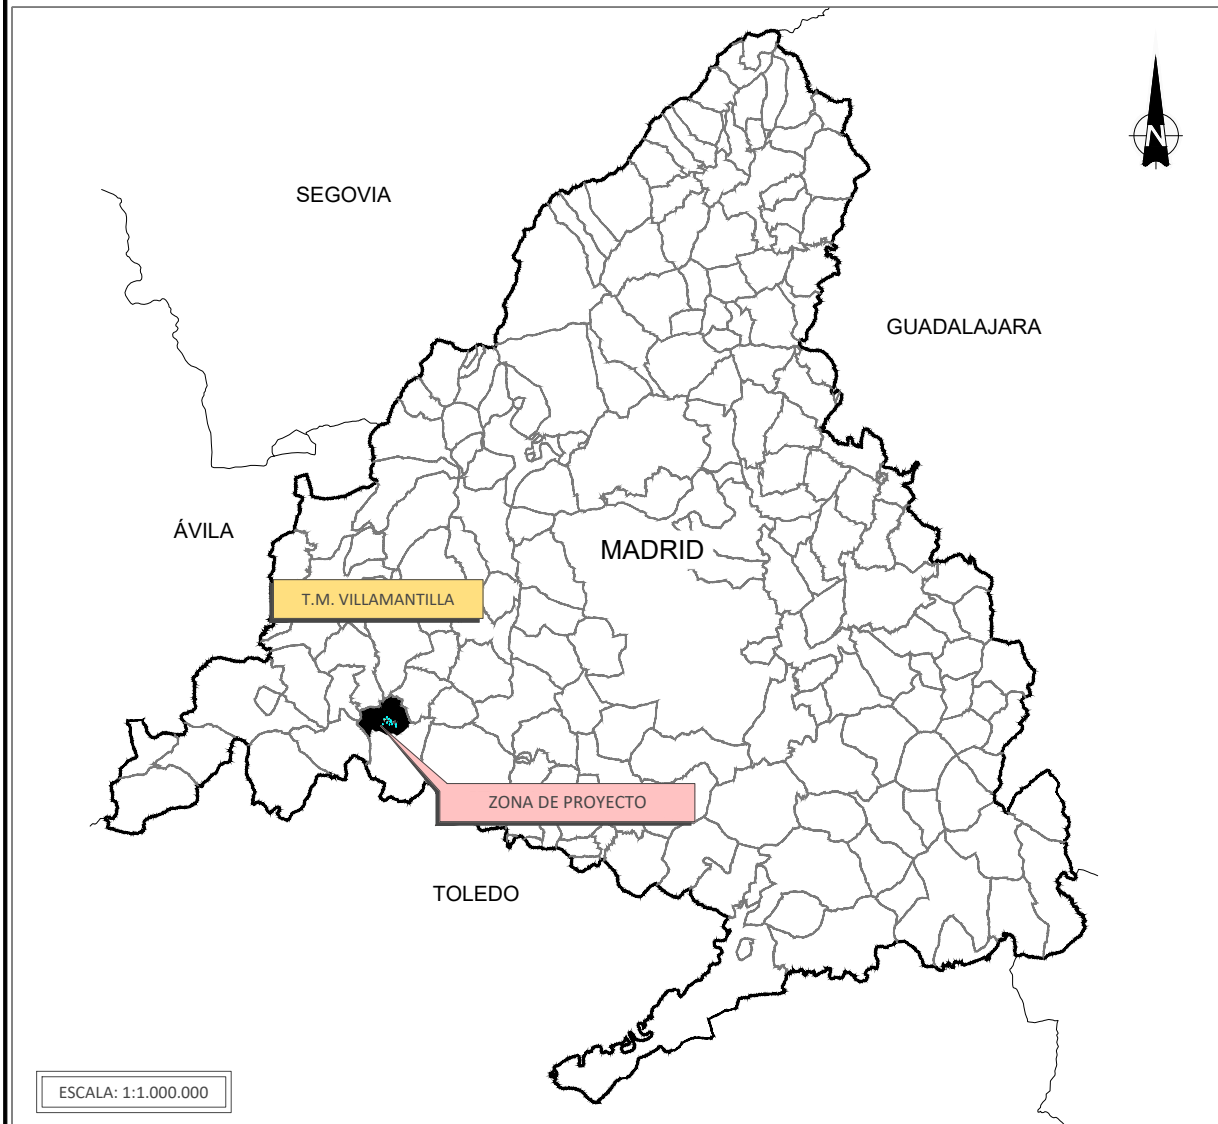 N
SEGOVIA
GUADALAJARA
ÁVILA
MADRID
T.M. VILLAMANTILLA
ZONA DE PROYECTO
TOLEDO
ESCALA: 1:1.000.000